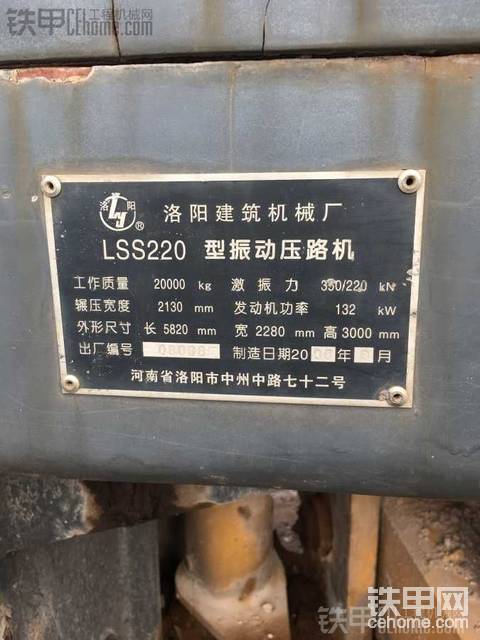 铁甲 工程机械网
CEhome.com
洛阳
Ly
®
洛阳建筑机械厂
LSS220 型振动压路机
工作质量 20000 kg 激振力 350/220 kN
辗压宽度 2130 mm 发动机功率 132 kW
外形尺寸 长 5820 mm 宽 2280 mm 高 3000 mm
出厂编号 制造日期 20 年 月
河南省洛阳市中州中路七十二号
铁甲网
cehome.com